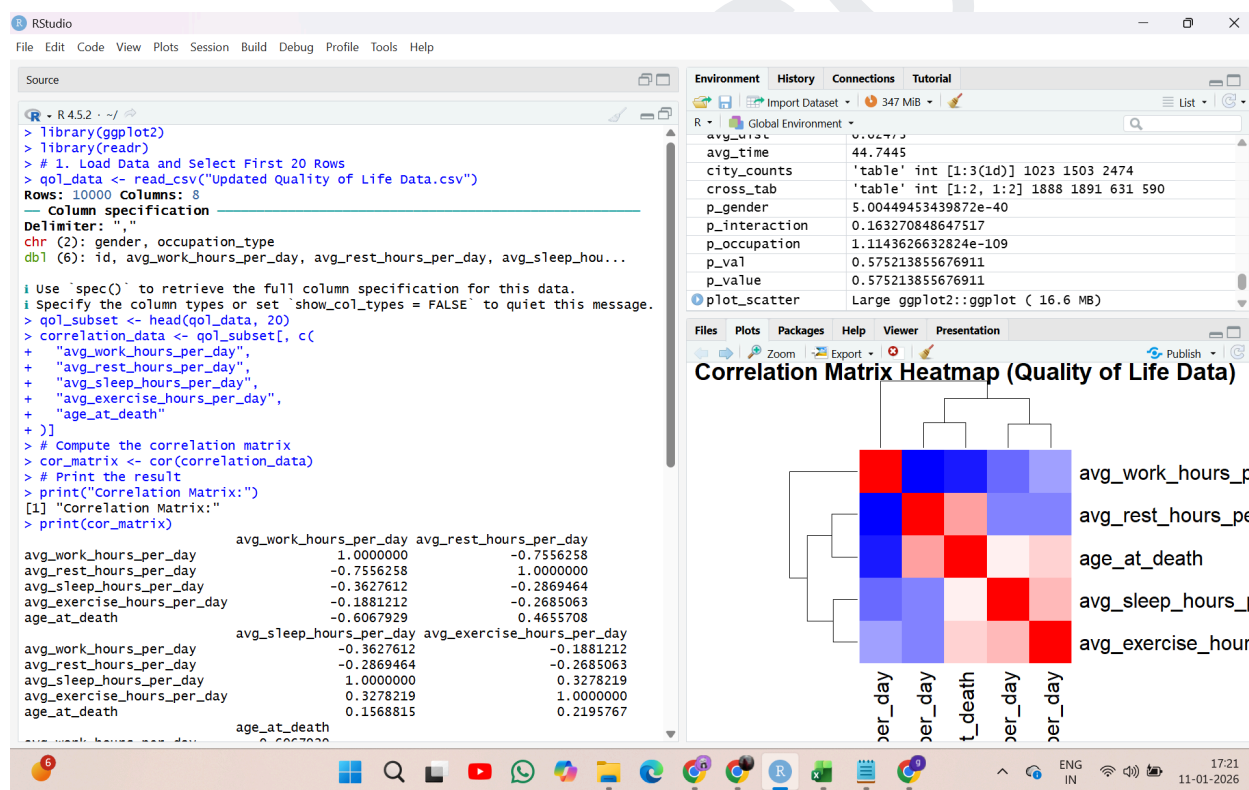 RStudio
File Edit Code View Plots Session Build Debug Profile Tools Help
Source
R 4.5.2 · ~/
> library(ggplot2)
> library(readr)
> # 1. Load Data and Select First 20 Rows
> qol_data <- read_csv("Updated Quality of Life Data.csv")
Rows: 10000 Columns: 8
── Column specification ──
Delimiter: ","
chr (2): gender, occupation_type
dbl (6): id, avg_work_hours_per_day, avg_rest_hours_per_day, avg_sleep_hou...
ℹ Use `spec()` to retrieve the full column specification for this data.
ℹ Specify the column types or set `show_col_types = FALSE` to quiet this message.
> qol_subset <- head(qol_data, 20)
> correlation_data <- qol_subset[, c(
+ "avg_work_hours_per_day",
+ "avg_rest_hours_per_day",
+ "avg_sleep_hours_per_day",
+ "avg_exercise_hours_per_day",
+ "age_at_death"
+ )]
> # Compute the correlation matrix
> cor_matrix <- cor(correlation_data)
> # Print the result
> print("Correlation Matrix:")
[1] "Correlation Matrix:"
> print(cor_matrix)
avg_work_hours_per_day avg_rest_hours_per_day
avg_work_hours_per_day 1.0000000 -0.7556258
avg_rest_hours_per_day -0.7556258 1.0000000
avg_sleep_hours_per_day -0.3627612 -0.2869464
avg_exercise_hours_per_day -0.1881212 -0.2685063
age_at_death -0.6067929 0.4655708
avg_sleep_hours_per_day avg_exercise_hours_per_day
avg_work_hours_per_day -0.3627612 -0.1881212
avg_rest_hours_per_day -0.2869464 -0.2685063
avg_sleep_hours_per_day 1.0000000 0.3278219
avg_exercise_hours_per_day 0.3278219 1.0000000
age_at_death 0.1568815 0.2195767
age_at_death
Environment History Connections Tutorial
Import Dataset 347 MiB List
R Global Environment
avg_time 44.7445
city_counts 'table' int [1:3(1d)] 1023 1503 2474
cross_tab 'table' int [1:2, 1:2] 1888 1891 631 590
p_gender 5.00449453439872e-40
p_interaction 0.163270848647517
p_occupation 1.1143626632824e-109
p_val 0.575213855676911
p_value 0.575213855676911
plot_scatter Large ggplot2::ggplot ( 16.6 MB)
Files Plots Packages Help Viewer Presentation
Zoom Export Publish
Correlation Matrix Heatmap (Quality of Life Data)
avg_work_hours_p
avg_rest_hours_pe
age_at_death
avg_sleep_hours_p
avg_exercise_hour
per_day
per_day
t_death
per_day
per_day
6
9
ENG
IN
17:21
11-01-2026